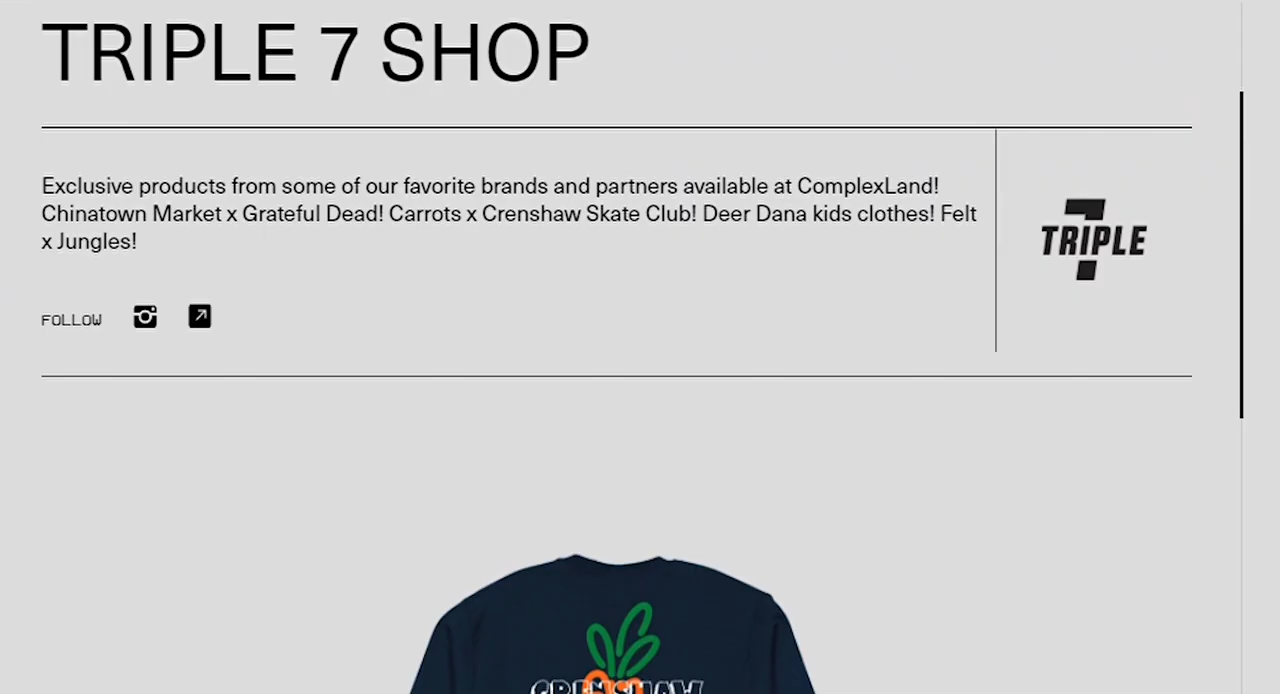 TRIPLE 7 SHOP
Exclusive products from some of our favorite brands and partners available at ComplexLand!
Chinatown Market x Grateful Dead! Carrots x Crenshaw Skate Club! Deer Dana kids clothes! Felt
x Jungles!
TRIPLE
FOLLOW
CRENSHAW